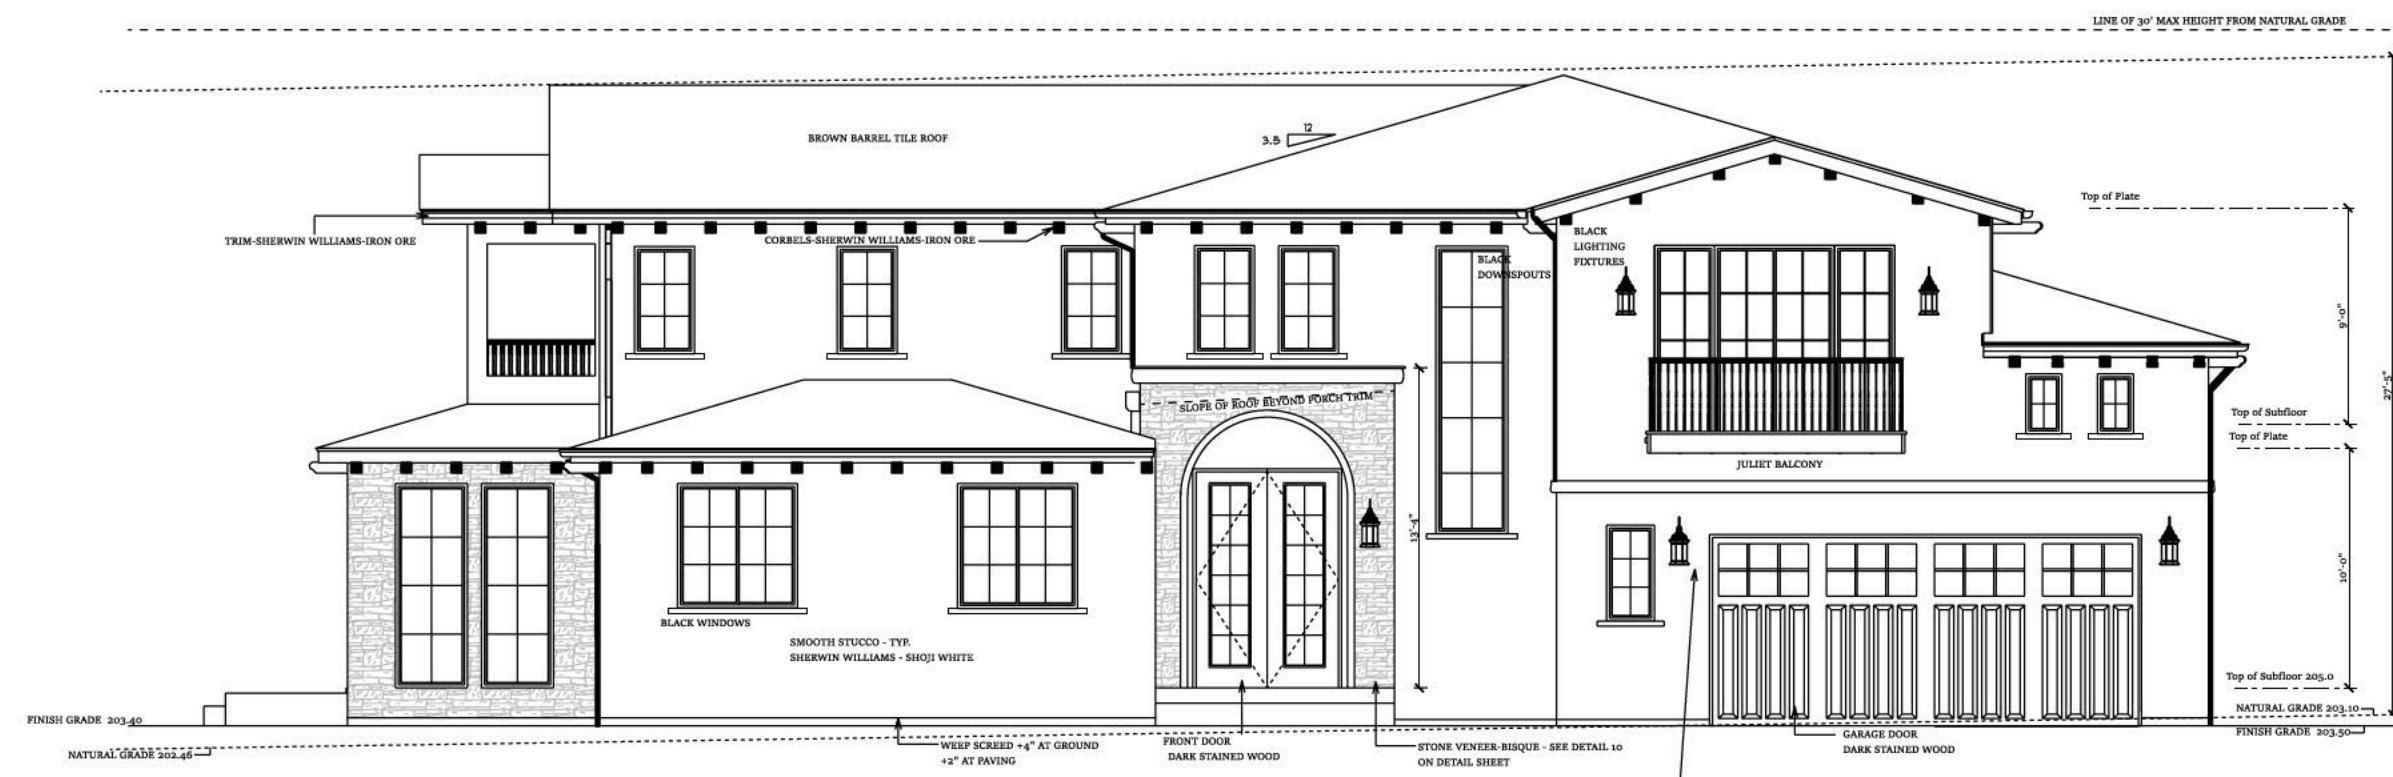 LINE OF 30' MAX HEIGHT FROM NATURAL GRADE
BROWN BARREL TILE ROOF
12
3.5
Top of Plate
TRIM-SHERWIN WILLIAMS-IRON ORE
CORBELS-SHERWIN WILLIAMS-IRON ORE
BLACK
LIGHTING
FIXTURES
BLACK
DOWNSPOUTS
9'-0"
27'-5"
SLOPE OF ROOF BEYOND PORCH TRIM
Top of Subfloor
Top of Plate
JULIET BALCONY
13'-4"
10'-0"
BLACK WINDOWS
SMOOTH STUCCO - TYP.
SHERWIN WILLIAMS - SHOJI WHITE
Top of Subfloor 205.0
NATURAL GRADE 203.10
FINISH GRADE 203.50
FINISH GRADE 203.40
NATURAL GRADE 202.46
WEEP SCREED +4" AT GROUND
+2" AT PAVING
FRONT DOOR
DARK STAINED WOOD
STONE VENEER-BISQUE - SEE DETAIL 10
ON DETAIL SHEET
GARAGE DOOR
DARK STAINED WOOD